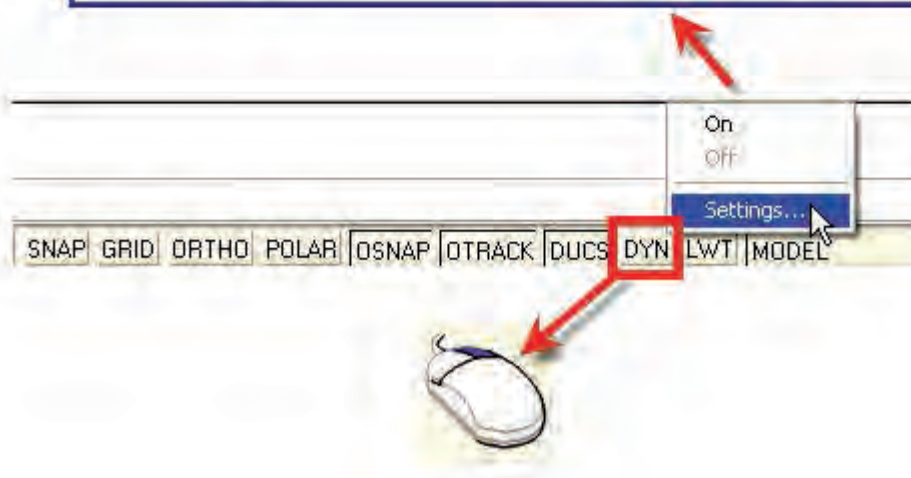 On
Off
Settings...
SNAP GRID ORTHO POLAR OSNAP OTRACK DUCS DYN LWT MODEL